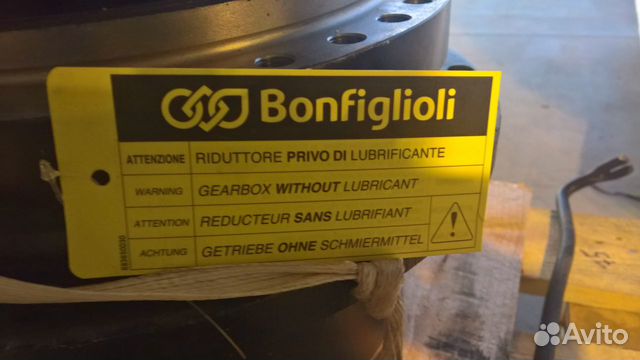 Bonfiglioli
ATTENZIONE RIDUTTORE PRIVO DI LUBRIFICANTE
WARNING GEARBOX WITHOUT LUBRICANT
ATTENTION REDUCTEUR SANS LUBRIFIANT
ACHTUNG GETRIEBE OHNE SCHMIERMITTEL
Avito